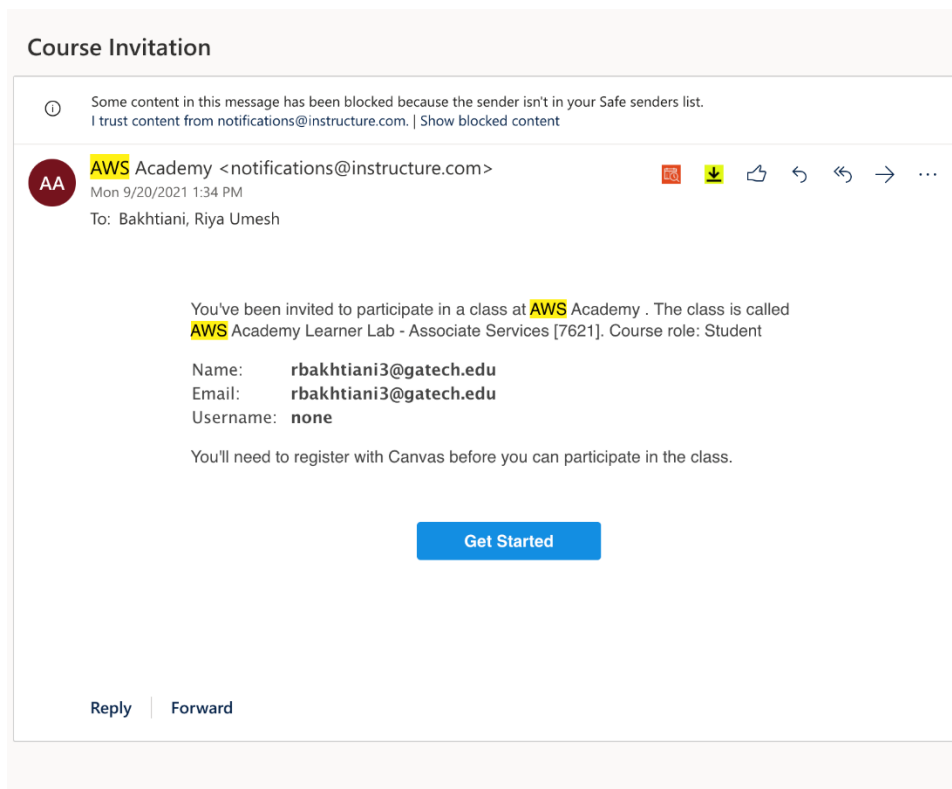 Course Invitation
Some content in this message has been blocked because the sender isn't in your Safe senders list.
I trust content from notifications@instructure.com. | Show blocked content
AA
AWS Academy <notifications@instructure.com>
Mon 9/20/2021 1:34 PM
To: Bakhtiani, Riya Umesh
You've been invited to participate in a class at AWS Academy . The class is called
AWS Academy Learner Lab - Associate Services [7621]. Course role: Student
Name: rbakhtiani3@gatech.edu
Email: rbakhtiani3@gatech.edu
Username: none
You'll need to register with Canvas before you can participate in the class.
Get Started
Reply Forward